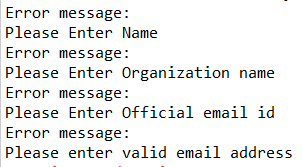 Error message:
Please Enter Name
Error message:
Please Enter Organization name
Error message:
Please Enter Official email id
Error message:
Please enter valid email address